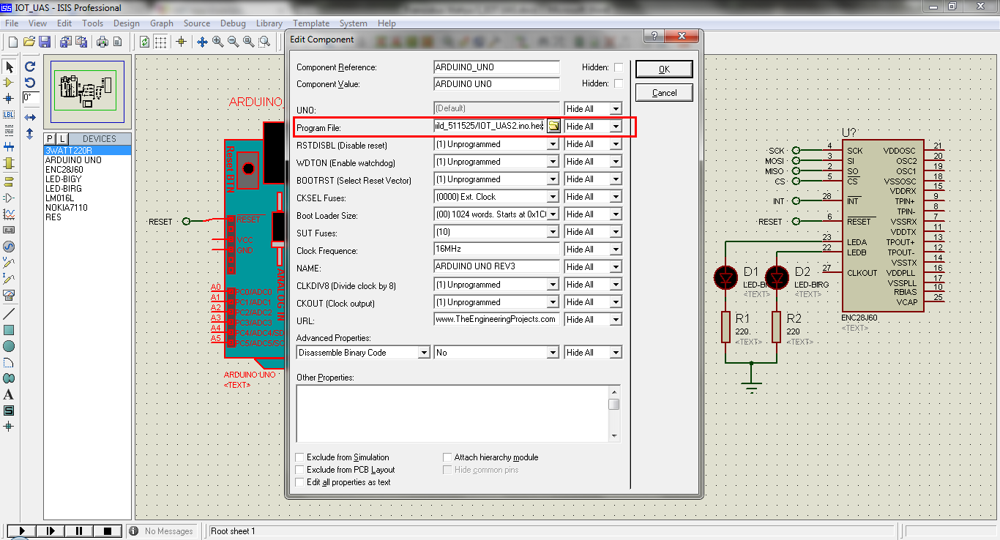 IOT_UAS - ISIS Professional
File View Edit Tools Design Graph Source Debug Library Template System Help
Edit Component
Component Reference: ARDUINO_UNO Hidden:
Component Value: ARDUINO UNO Hidden:
OK
Cancel
UNO: (Default) Hide All
Program File: iild_511525/IOT_UAS2.ino.hex Hide All
RSTDISBL (Disable reset) (1) Unprogrammed Hide All
WDTON (Enable watchdog) (1) Unprogrammed Hide All
BOOTRST (Select Reset Vector) (1) Unprogrammed Hide All
CKSEL Fuses: (0000) Ext. Clock Hide All
Boot Loader Size: (00) 1024 words. Starts at 0x1C( Hide All
SUT Fuses: (10) Hide All
Clock Frequency: 16MHz Hide All
NAME: ARDUINO UNO REV3 Hide All
CLKDIV8 (Divide clock by 8) (1) Unprogrammed Hide All
CKOUT (Clock output) (1) Unprogrammed Hide All
URL: www.TheEngineeringProjects.com Hide All
Advanced Properties:
Disassemble Binary Code No Hide All
Other Properties:
Exclude from Simulation Attach hierarchy module
Exclude from PCB Layout Hide common pins
Edit all properties as text
0°
LBL
A
S
P L DEVICES
3WATT220R
ARDUINO UNO
ENC28J60
LED-BIGY
LED-BIRG
LM016L
NOKIA7110
RES
ARDUINO
Reset BTN
RESET RESET
VCC
GND
ANALOG IN
A0 PC0/ADC0
A1 PC1/ADC1
A2 PC2/ADC2
A3 PC3/ADC3
A4 PC4/ADC4/SD
A5 PC5/ADC5/SC
ARDUINO UNO
<TEXT>
U?
SCK 4 SCK VDDOSC 21
MOSI 3 SI OSC2 20
MISO 2 SO OSC1 19
CS 5 CS VSSOSC 18
VDDRX 15
INT 28 INT TPIN+ 9
TPIN- 8
RESET 6 RESET VSSRX 7
VDDTX 11
23 LEDA TPOUT+ 13
22 LEDB TPOUT- 12
VSSTX 14
27 CLKOUT VDDPLL 16
VSSPLL 17
RBIAS 10
VCAP 25
ENC28J60
<TEXT>
D1
LED-BI
<TEXT>
D2
LED-BIRG
<TEXT>
R1
220.
<TEXT>
R2
220
<TEXT>
No Messages Root sheet 1